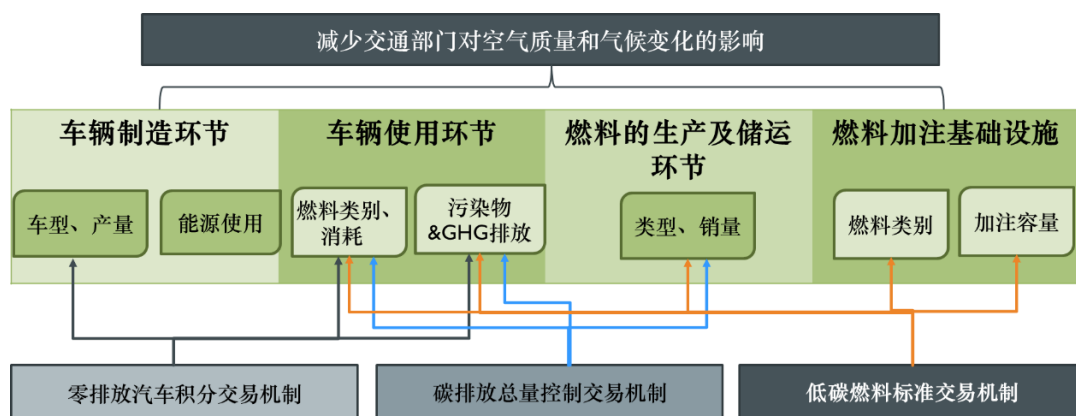 减少交通部门对空气质量和气候变化的影响
车辆制造环节
车辆使用环节
燃料的生产及储运
环节
燃料加注基础设施
车型、产量
能源使用
燃料类别、
消耗
污染物
&GHG排放
类型、销量
燃料类别
加注容量
零排放汽车积分交易机制
碳排放总量控制交易机制
低碳燃料标准交易机制